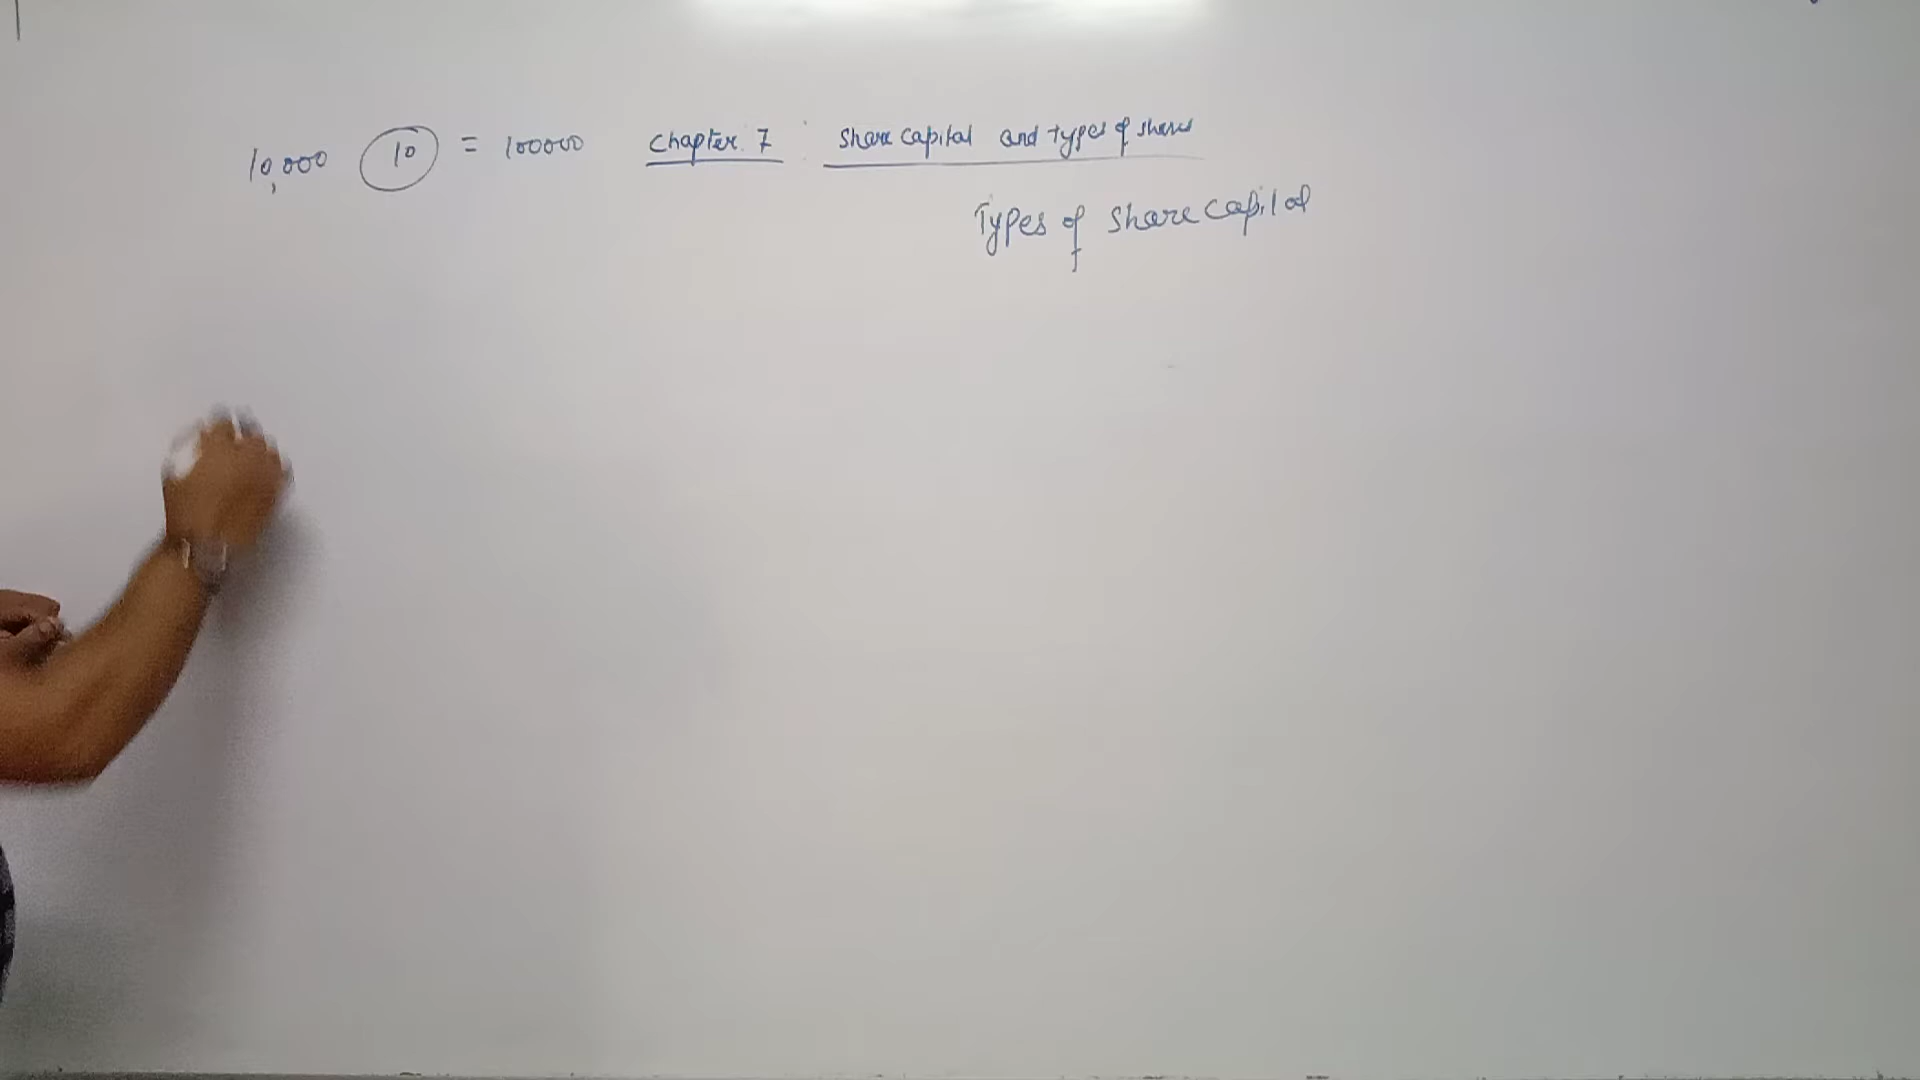 10,000 10 = 100000 Chapter 7 : Share capital and types of shares
Types of Share capital